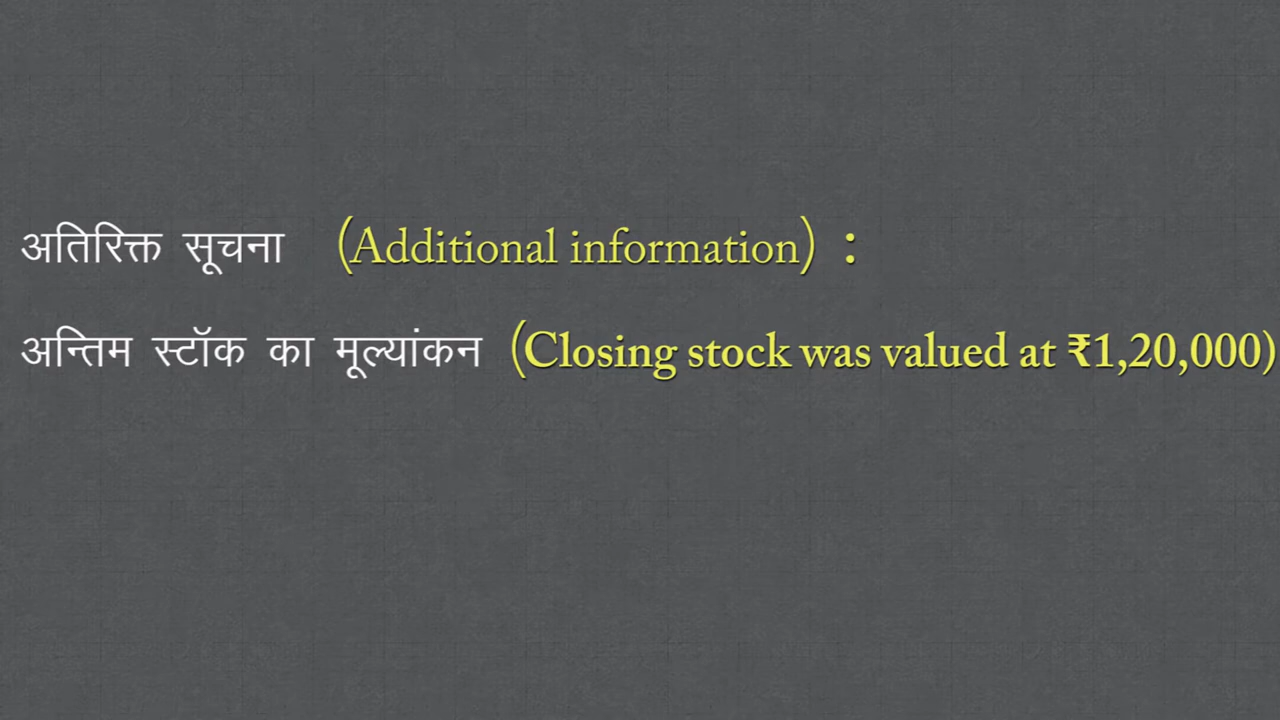 अतिरिक्त सूचना (Additional information) :
अन्तिम स्टॉक का मूल्यांकन (Closing stock was valued at ₹1,20,000)